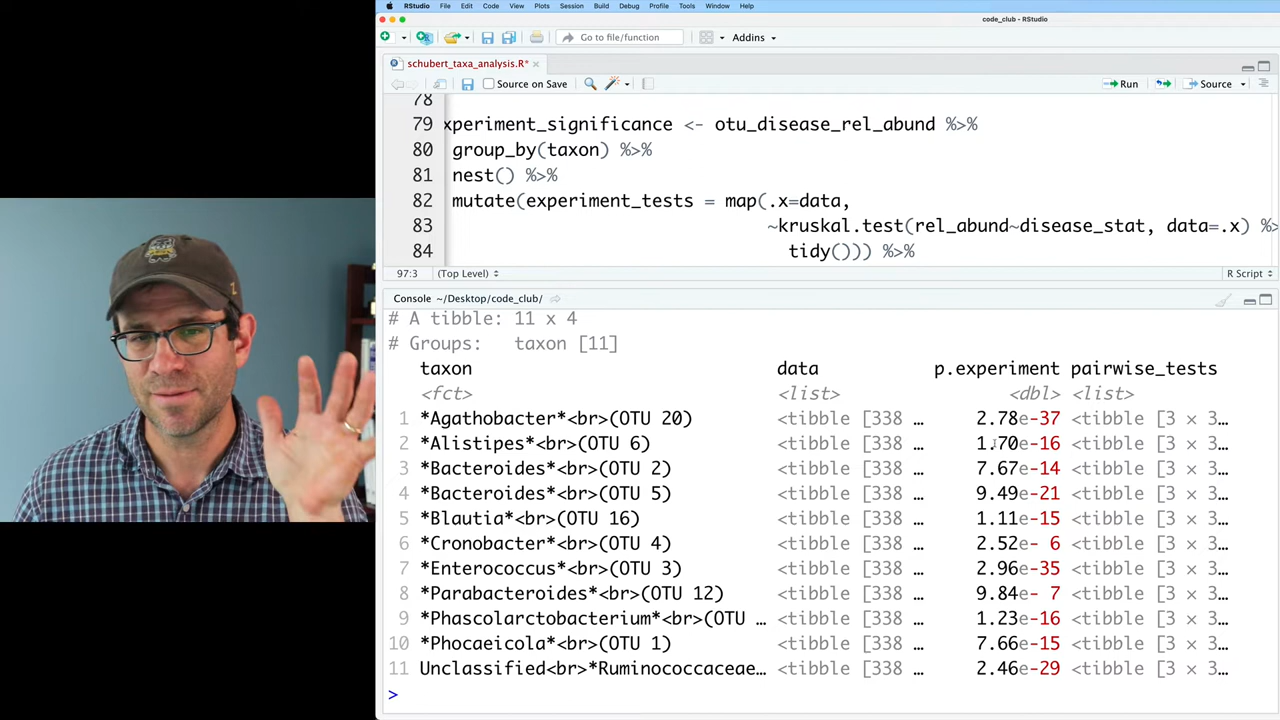 RStudio File Edit Code View Plots Session Build Debug Profile Tools Window Help
code_club - RStudio
Go to file/function Addins
schubert_taxa_analysis.R*
Source on Save Run Source
78
79 xperiment_significance <- otu_disease_rel_abund %>%
80 group_by(taxon) %>%
81 nest() %>%
82 mutate(experiment_tests = map(.x=data,
83 ~kruskal.test(rel_abund~disease_stat, data=.x) %>
84 tidy())) %>%
97:3 (Top Level) R Script
Console ~/Desktop/code_club/
# A tibble: 11 x 4
# Groups: taxon [11]
taxon data p.experiment pairwise_tests
<fct> <list> <dbl> <list>
1 *Agathobacter*<br>(OTU 20) <tibble [338 … 2.78e-37 <tibble [3 × 3…
2 *Alistipes*<br>(OTU 6) <tibble [338 … 1.70e-16 <tibble [3 × 3…
3 *Bacteroides*<br>(OTU 2) <tibble [338 … 7.67e-14 <tibble [3 × 3…
4 *Bacteroides*<br>(OTU 5) <tibble [338 … 9.49e-21 <tibble [3 × 3…
5 *Blautia*<br>(OTU 16) <tibble [338 … 1.11e-15 <tibble [3 × 3…
6 *Cronobacter*<br>(OTU 4) <tibble [338 … 2.52e- 6 <tibble [3 × 3…
7 *Enterococcus*<br>(OTU 3) <tibble [338 … 2.96e-35 <tibble [3 × 3…
8 *Parabacteroides*<br>(OTU 12) <tibble [338 … 9.84e- 7 <tibble [3 × 3…
9 *Phascolarctobacterium*<br>(OTU … <tibble [338 … 1.23e-16 <tibble [3 × 3…
10 *Phocaeicola*<br>(OTU 1) <tibble [338 … 7.66e-15 <tibble [3 × 3…
11 Unclassified<br>*Ruminococcaceae… <tibble [338 … 2.46e-29 <tibble [3 × 3…
>